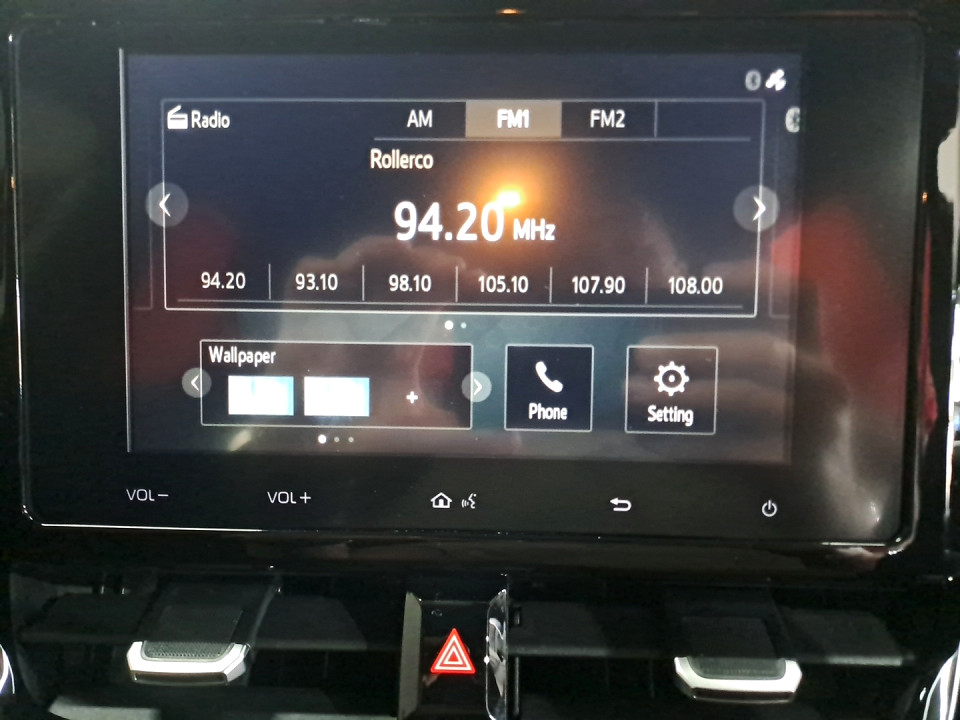 Radio AM FM1 FM2
Rollerco
94.20 MHz
94.20 93.10 98.10 105.10 107.90 108.00
Wallpaper
+
Phone
Setting
VOL− VOL+